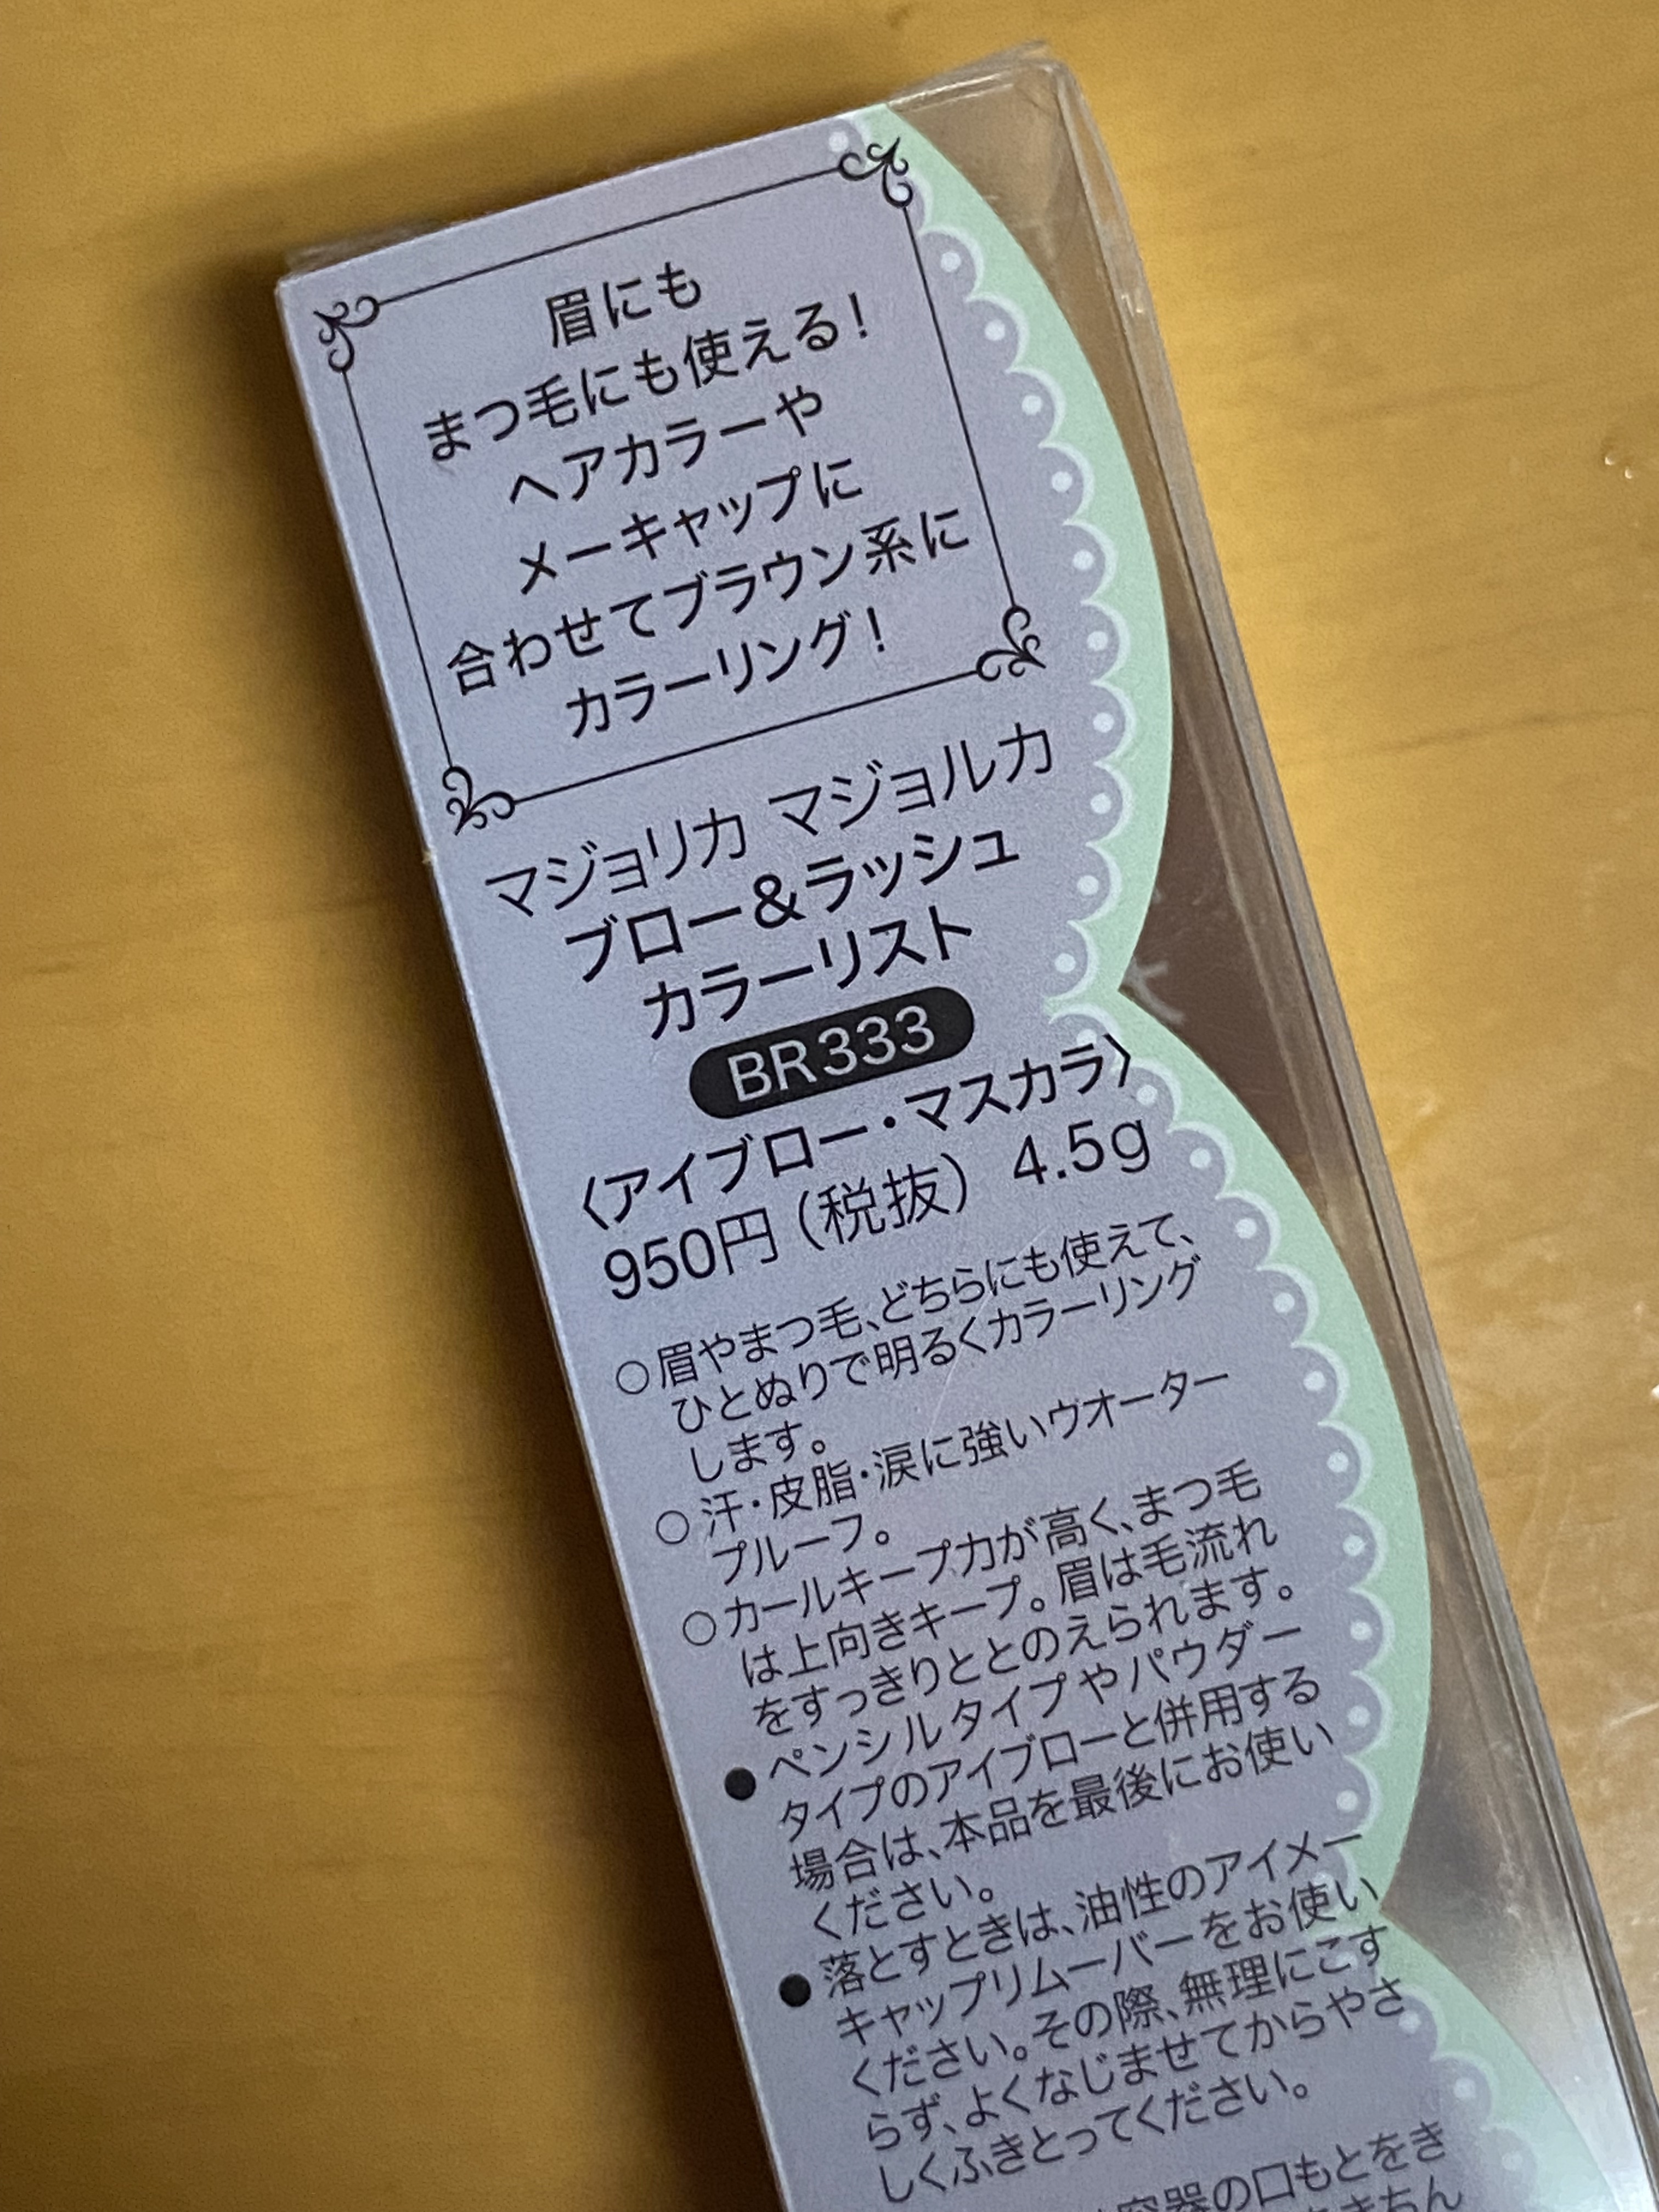 眉にも
まつ毛にも使える！
ヘアカラーや
メーキャップに
合わせてブラウン系に
カラーリング！
マジョリカ マジョルカ
ブロー&ラッシュ
カラーリスト
BR333
〈アイブロー・マスカラ〉
950円（税抜） 4.5g
○眉やまつ毛、どちらにも使えて、
ひとぬりで明るくカラーリング
します。
○汗・皮脂・涙に強いウオーター
プルーフ。
○カールキープ力が高く、まつ毛
は上向きキープ。眉は毛流れ
をすっきりととのえられます。
●ペンシルタイプやパウダー
タイプのアイブローと併用する
場合は、本品を最後にお使い
ください。
●落とすときは、油性のアイメー
キャップリムーバーをお使い
ください。その際、無理にこす
らず、よくなじませてからやさ
しくふきとってください。
容器の口もとをき
きちん